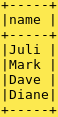 +-----+
|name |
+-----+
|Juli |
|Mark |
|Dave |
|Diane|
+-----+